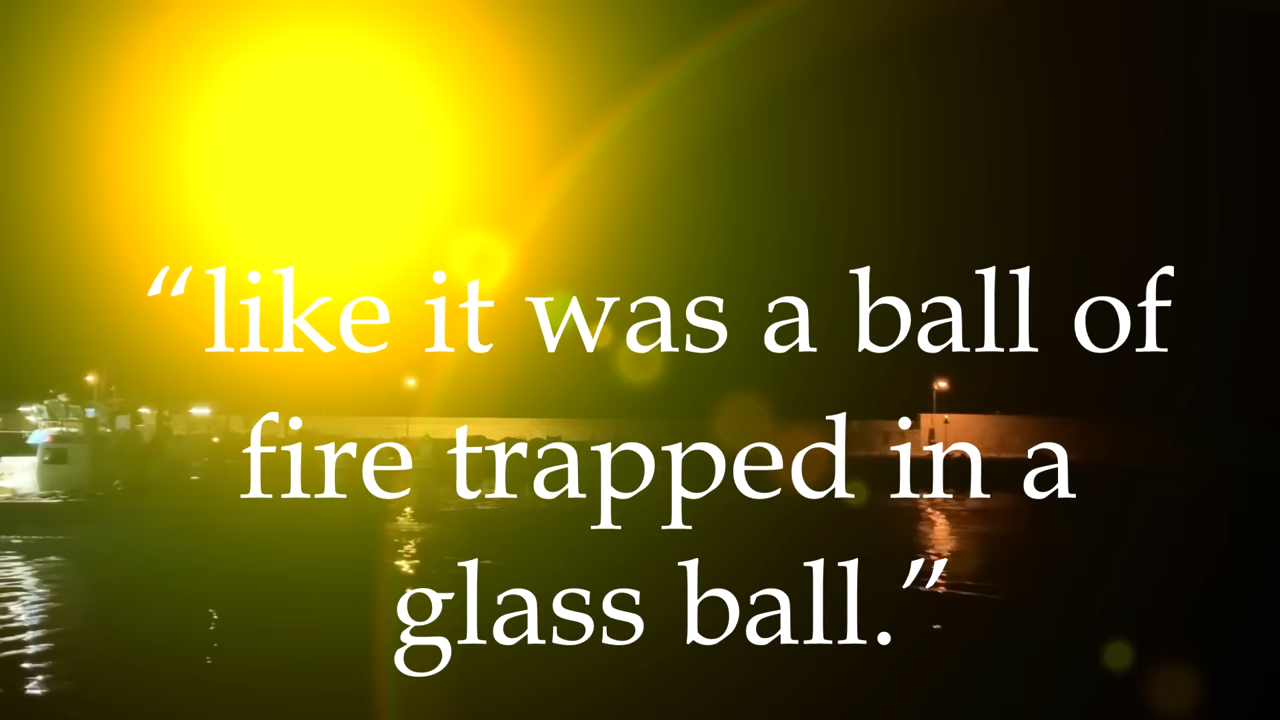 “like it was a ball of
fire trapped in a
glass ball.”